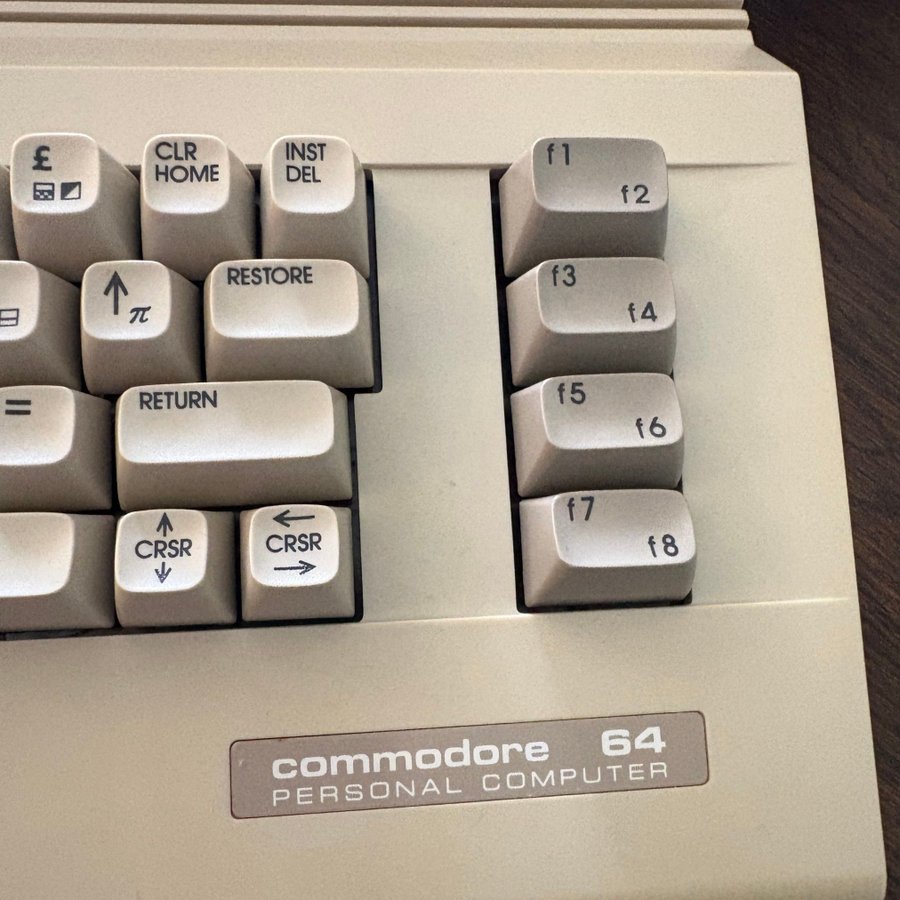 £
CLR
HOME
INST
DEL
f1
f2
↑
π
RESTORE
f3
f4
=
RETURN
f5
f6
↑
CRSR
↓
←
CRSR
→
f7
f8
commodore 64
PERSONAL COMPUTER